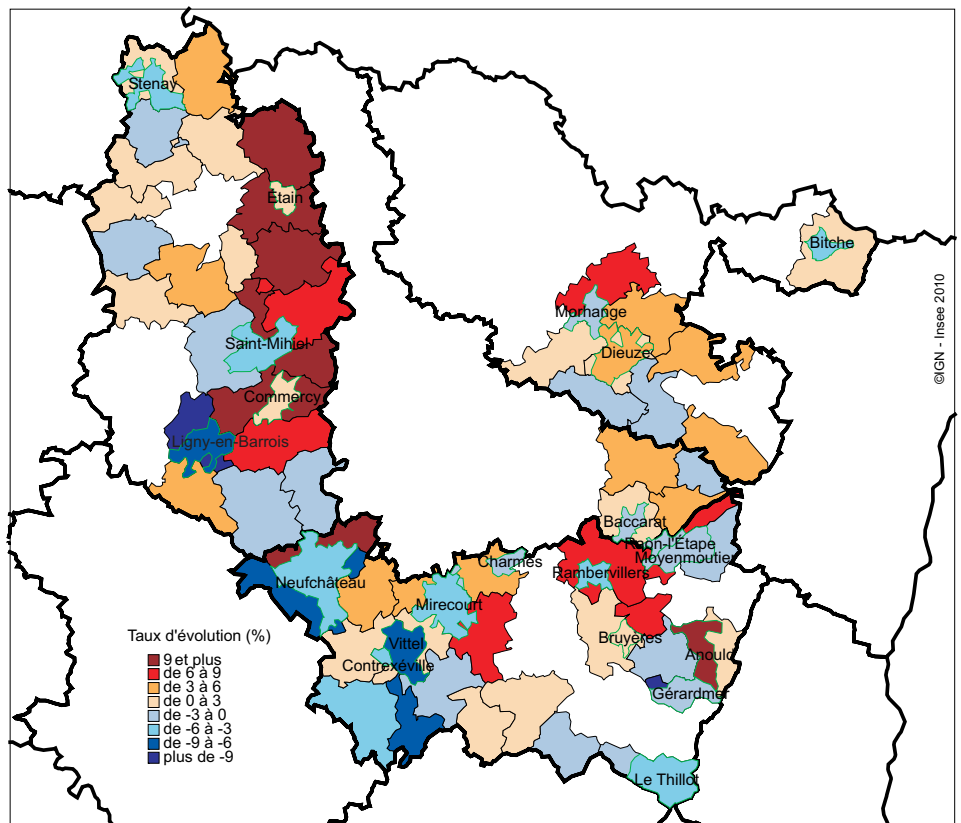 Stenay
Étain
Bitche
©IGN - Insee 2010
Morhange
Saint-Mihiel
Dieuze
Commercy
Ligny-en-Barrois
Baccarat
Raon-l'Étape
Moyenmoutier
Charmes
Rambervillers
Neufchâteau
Mirecourt
Bruyères
Vittel
Anould
Contrexéville
Gérardmer
Le Thillot
Taux d'évolution (%)
9 et plus
de 6 à 9
de 3 à 6
de 0 à 3
de -3 à 0
de -6 à -3
de -9 à -6
plus de -9